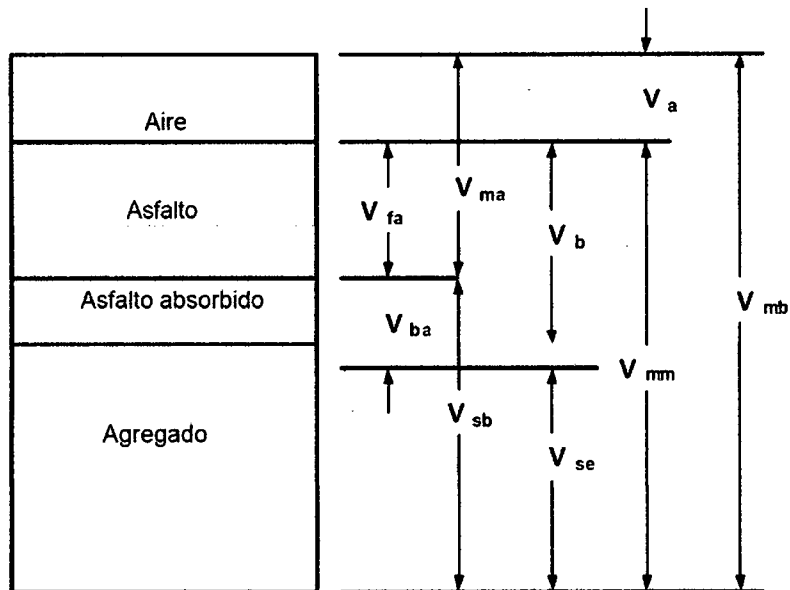 Aire
Asfalto
Asfalto absorbido
Agregado
V a
V fa
V ma
V b
V mb
V ba
V mm
V sb
V se